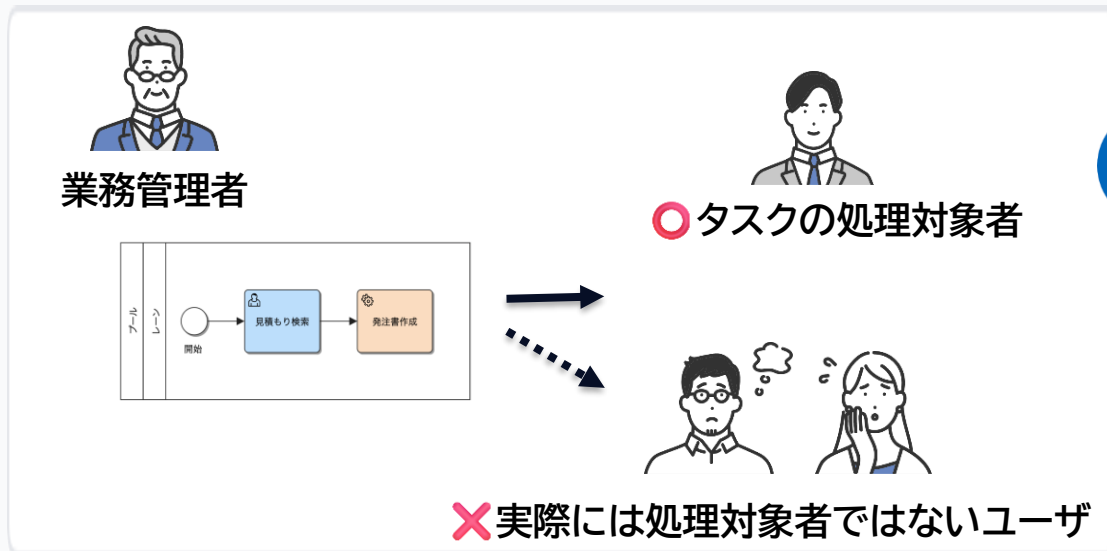 業務管理者
⭕タスクの処理対象者
プール
レーン
開始
見積もり検索
発注書作成
❌実際には処理対象者ではないユーザ